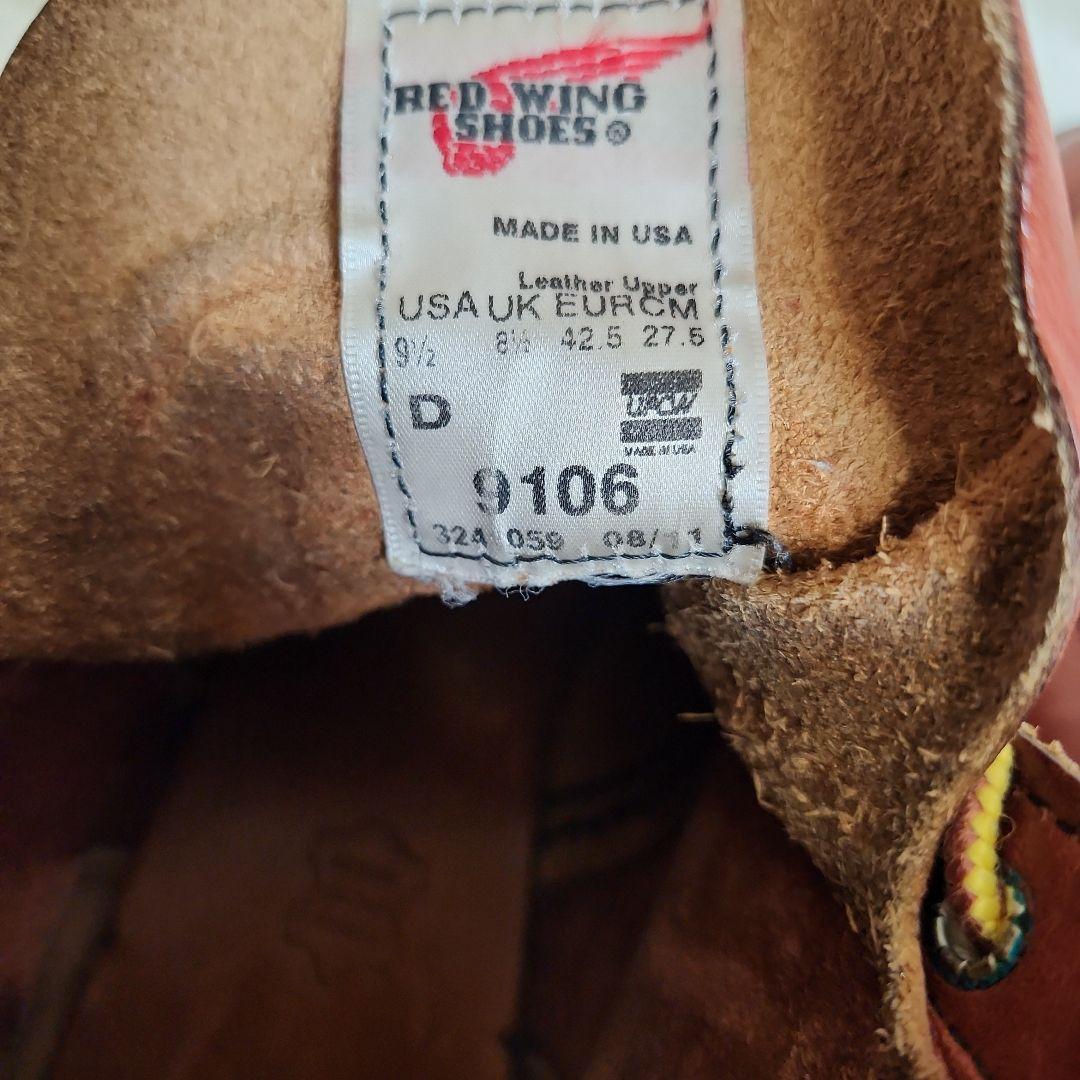 RED WING
SHOES®
MADE IN USA
Leather Upper
USA UK EUR CM
9½ 8½ 42.5 27.5
D
UFCW
MADE IN USA
9106
324 059 08/11